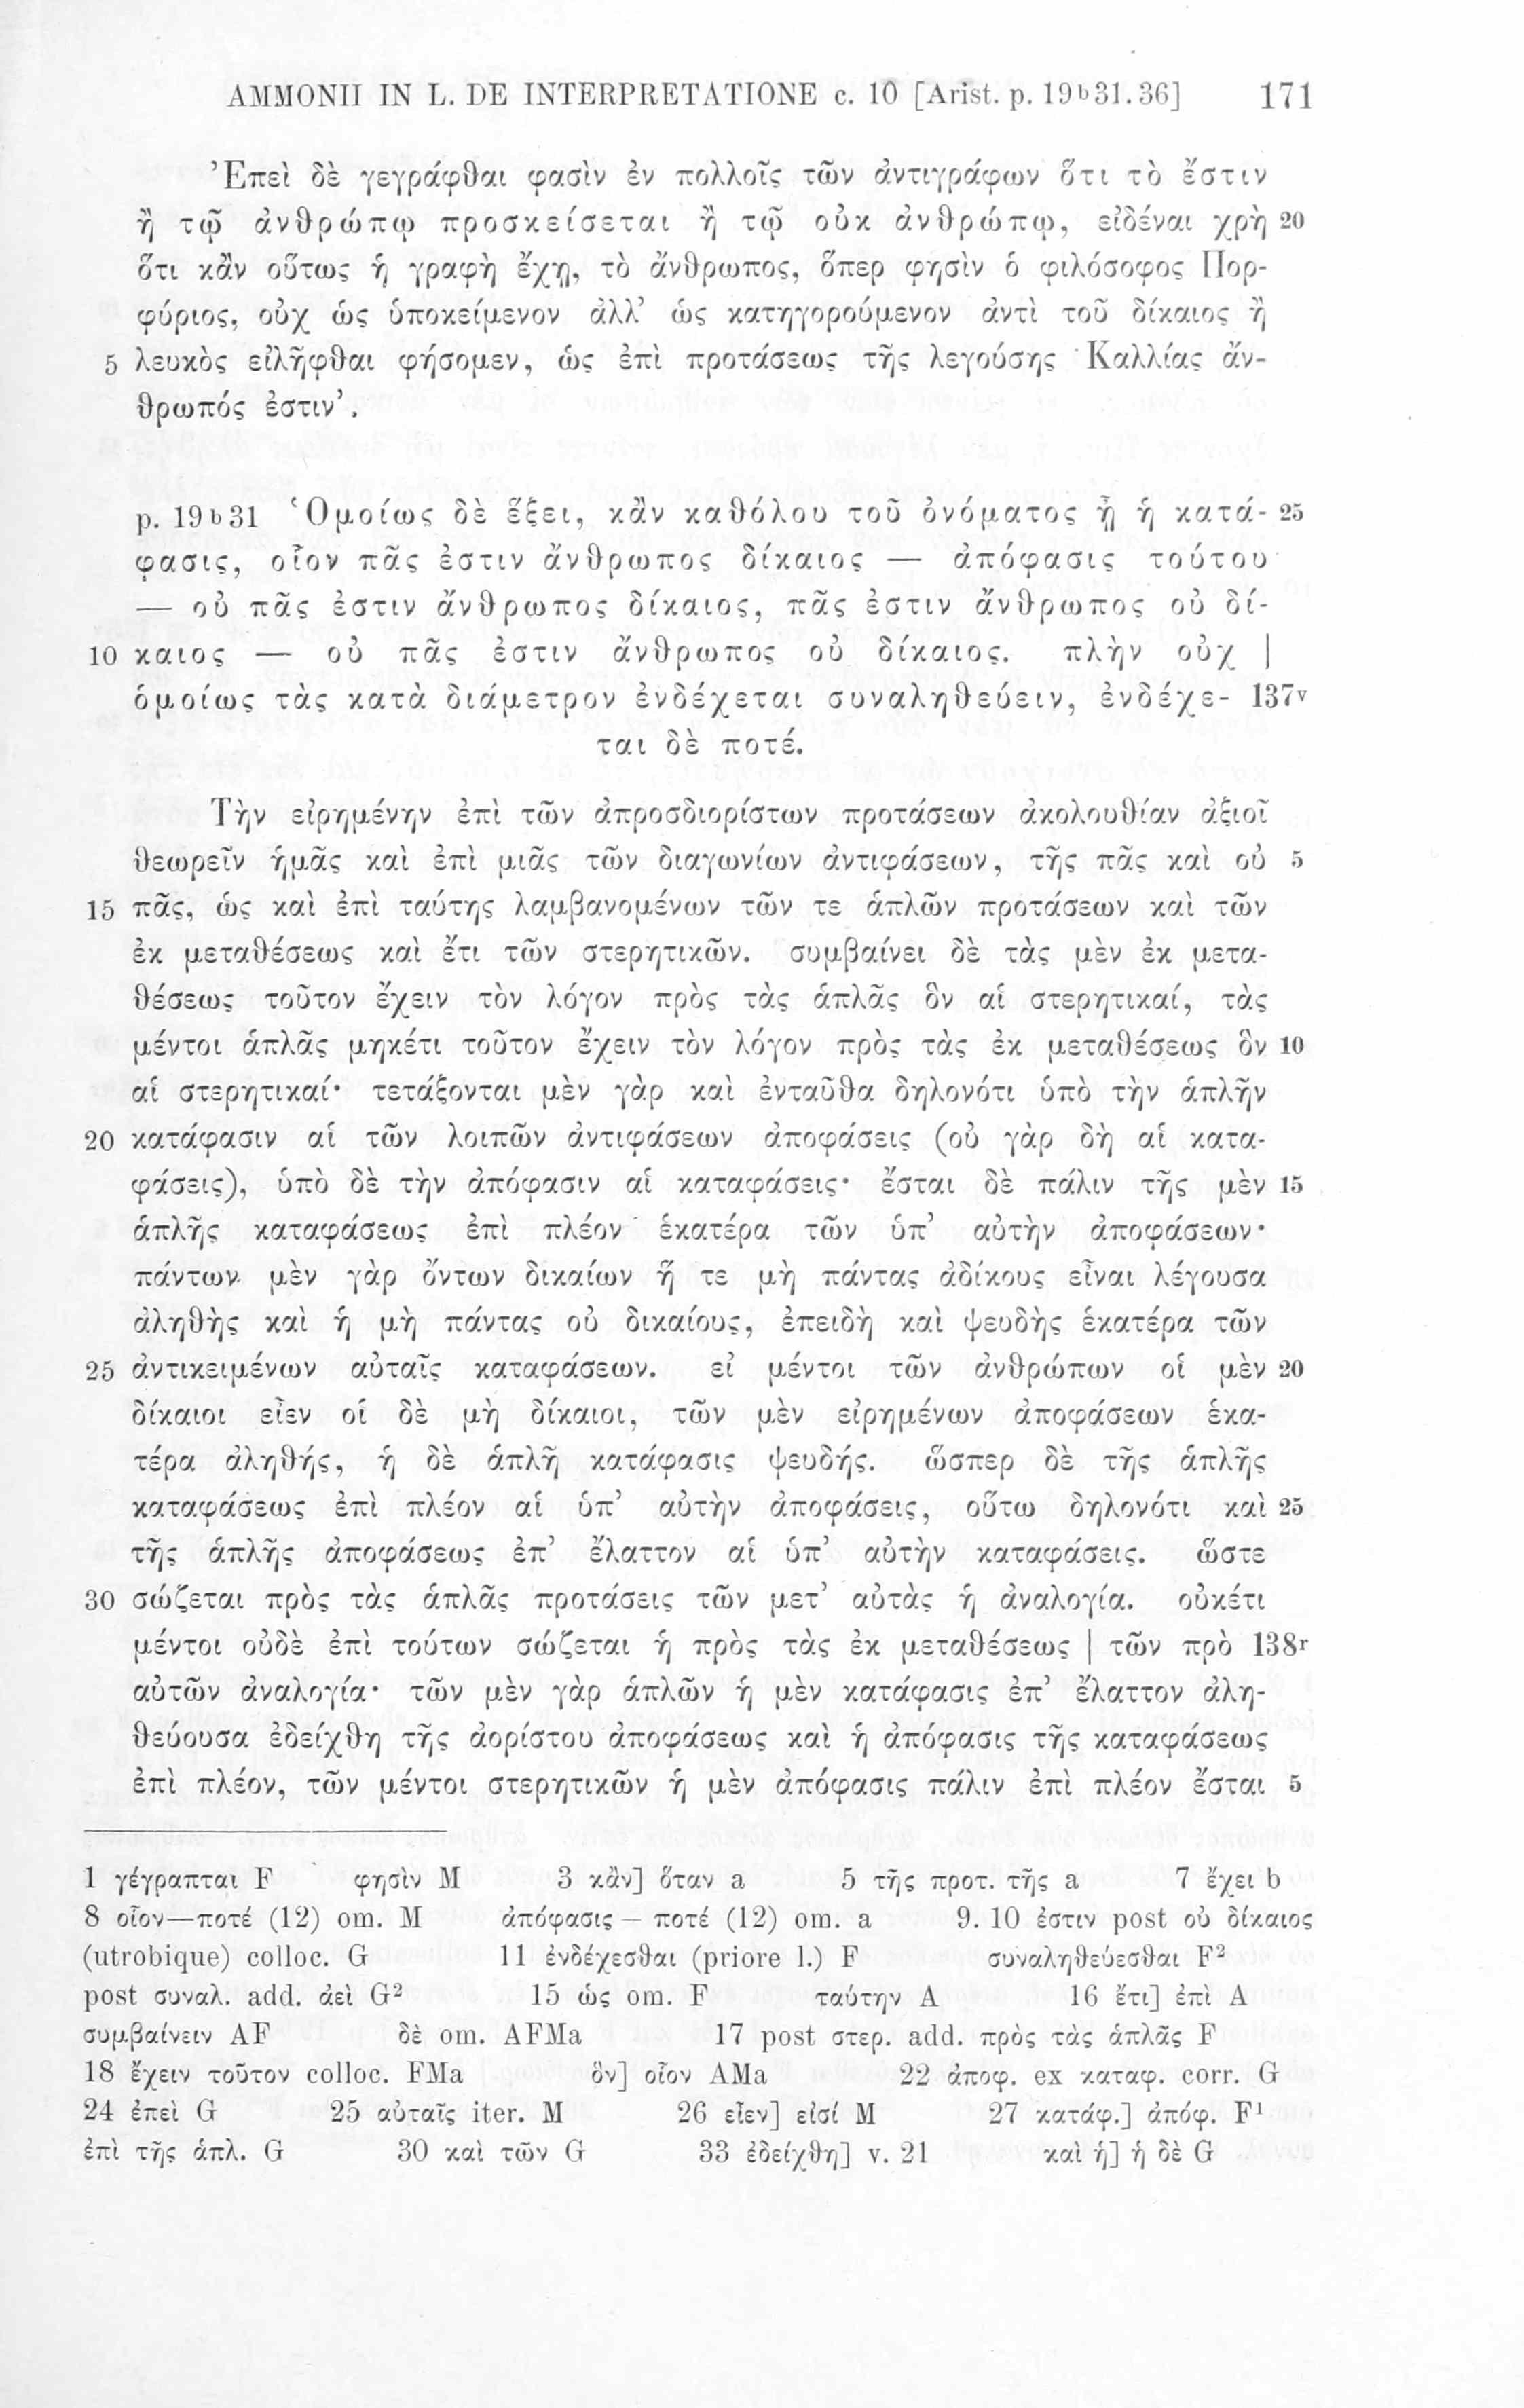 AMMONII IN L. DE INTERPRETATIONE c. 10 [Arist. p. 19b31. 36] 171
Ἐπεὶ δὲ γεγράφθαι φασὶν ἐν πολλοῖς τῶν ἀντιγράφων ὅτι τὸ ἔστιν
ἢ τῷ ἀνθρώπῳ προσκείσεται ἢ τῷ οὐκ ἀνθρώπῳ, εἰδέναι χρὴ 20
ὅτι κἂν οὕτως ἡ γραφὴ ἔχῃ, τὸ ἄνθρωπος, ὅπερ φησὶν ὁ φιλόσοφος Πορ-
φύριος, οὐχ ὡς ὑποκείμενον ἀλλ’ ὡς κατηγορούμενον ἀντὶ τοῦ δίκαιος ἢ
5 λευκὸς εἰλῆφθαι φήσομεν, ὡς ἐπὶ προτάσεως τῆς λεγούσης ‘Καλλίας ἄν-
θρωπός ἐστιν’.
p. 19b31 Ὁμοίως δὲ ἕξει, κἂν καθόλου τοῦ ὀνόματος ᾖ ἡ κατά- 25
φασις, οἷον πᾶς ἐστιν ἄνθρωπος δίκαιος — ἀπόφασις τούτου
— οὐ πᾶς ἐστιν ἄνθρωπος δίκαιος, πᾶς ἐστιν ἄνθρωπος οὐ δί-
10 καιος — οὐ πᾶς ἐστιν ἄνθρωπος οὐ δίκαιος. πλὴν οὐχ |
ὁμοίως τὰς κατὰ διάμετρον ἐνδέχεται συναληθεύειν, ἐνδέχε- 137v
ται δὲ ποτέ.
Τὴν εἰρημένην ἐπὶ τῶν ἀπροσδιορίστων προτάσεων ἀκολουθίαν ἀξιοῖ
θεωρεῖν ἡμᾶς καὶ ἐπὶ μιᾶς τῶν διαγωνίων ἀντιφάσεων, τῆς πᾶς καὶ οὐ 5
15 πᾶς, ὡς καὶ ἐπὶ ταύτης λαμβανομένων τῶν τε ἁπλῶν προτάσεων καὶ τῶν
ἐκ μεταθέσεως καὶ ἔτι τῶν στερητικῶν. συμβαίνει δὲ τὰς μὲν ἐκ μετα-
θέσεως τοῦτον ἔχειν τὸν λόγον πρὸς τὰς ἁπλᾶς ὃν αἱ στερητικαί, τὰς
μέντοι ἁπλᾶς μηκέτι τοῦτον ἔχειν τὸν λόγον πρὸς τὰς ἐκ μεταθέσεως ὃν 10
αἱ στερητικαί· τετάξονται μὲν γὰρ καὶ ἐνταῦθα δηλονότι ὑπὸ τὴν ἁπλῆν
20 κατάφασιν αἱ τῶν λοιπῶν ἀντιφάσεων ἀποφάσεις (οὐ γὰρ δὴ αἱ κατα-
φάσεις), ὑπὸ δὲ τὴν ἀπόφασιν αἱ καταφάσεις· ἔσται δὲ πάλιν τῆς μὲν 15
ἁπλῆς καταφάσεως ἐπὶ πλέον ἑκατέρα τῶν ὑπ’ αὐτὴν ἀποφάσεων·
πάντων μὲν γὰρ ὄντων δικαίων ἥ τε μὴ πάντας ἀδίκους εἶναι λέγουσα
ἀληθὴς καὶ ἡ μὴ πάντας οὐ δικαίους, ἐπειδὴ καὶ ψευδὴς ἑκατέρα τῶν
25 ἀντικειμένων αὐταῖς καταφάσεων. εἰ μέντοι τῶν ἀνθρώπων οἱ μὲν 20
δίκαιοι εἶεν οἱ δὲ μὴ δίκαιοι, τῶν μὲν εἰρημένων ἀποφάσεων ἑκα-
τέρα ἀληθής, ἡ δὲ ἁπλῆ κατάφασις ψευδής. ὥσπερ δὲ τῆς ἁπλῆς
καταφάσεως ἐπὶ πλέον αἱ ὑπ’ αὐτὴν ἀποφάσεις, οὕτω δηλονότι καὶ 25
τῆς ἁπλῆς ἀποφάσεως ἐπ’ ἔλαττον αἱ ὑπ’ αὐτὴν καταφάσεις. ὥστε
30 σώζεται πρὸς τὰς ἁπλᾶς προτάσεις τῶν μετ’ αὐτὰς ἡ ἀναλογία. οὐκέτι
μέντοι οὐδὲ ἐπὶ τούτων σώζεται ἡ πρὸς τὰς ἐκ μεταθέσεως | τῶν πρὸ 138r
αὐτῶν ἀναλογία· τῶν μὲν γὰρ ἁπλῶν ἡ μὲν κατάφασις ἐπ’ ἔλαττον ἀλη-
θεύουσα ἐδείχθη τῆς ἀορίστου ἀποφάσεως καὶ ἡ ἀπόφασις τῆς καταφάσεως
ἐπὶ πλέον, τῶν μέντοι στερητικῶν ἡ μὲν ἀπόφασις πάλιν ἐπὶ πλέον ἔσται 5
1 γέγραπται F φησὶν M 3 κἂν] ὅταν a 5 τῆς προτ. τῆς a 7 ἔχει b
8 οἷον—ποτέ (12) om. M ἀπόφασις — ποτέ (12) om. a 9. 10 ἐστιν post οὐ δίκαιος
(utrobique) colloc. G 11 ἐνδέχεσθαι (priore l.) F συναληθεύεσθαι F²
post συναλ. add. ἀεὶ G² 15 ὡς om. F ταύτην A 16 ἔτι] ἐπὶ A
συμβαίνειν AF δὲ om. AFMa 17 post στερ. add. πρὸς τὰς ἁπλᾶς F
18 ἔχειν τοῦτον colloc. FMa ὃν] οἷον AMa 22 ἀποφ. ex καταφ. corr. G
24 ἐπεὶ G 25 αὐταῖς iter. M 26 εἶεν] εἰσί M 27 κατάφ.] ἀπόφ. F¹
ἐπὶ τῆς ἁπλ. G 30 καὶ τῶν G 33 ἐδείχθη] v. 21 καὶ ἡ] ἡ δὲ G